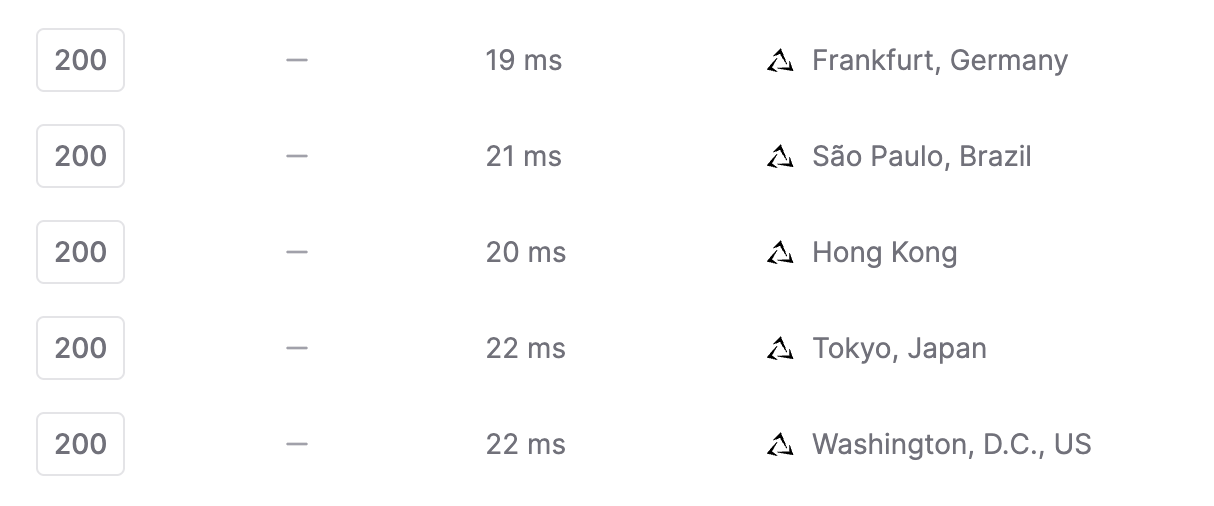 200 — 19 ms Frankfurt, Germany
200 — 21 ms São Paulo, Brazil
200 — 20 ms Hong Kong
200 — 22 ms Tokyo, Japan
200 — 22 ms Washington, D.C., US